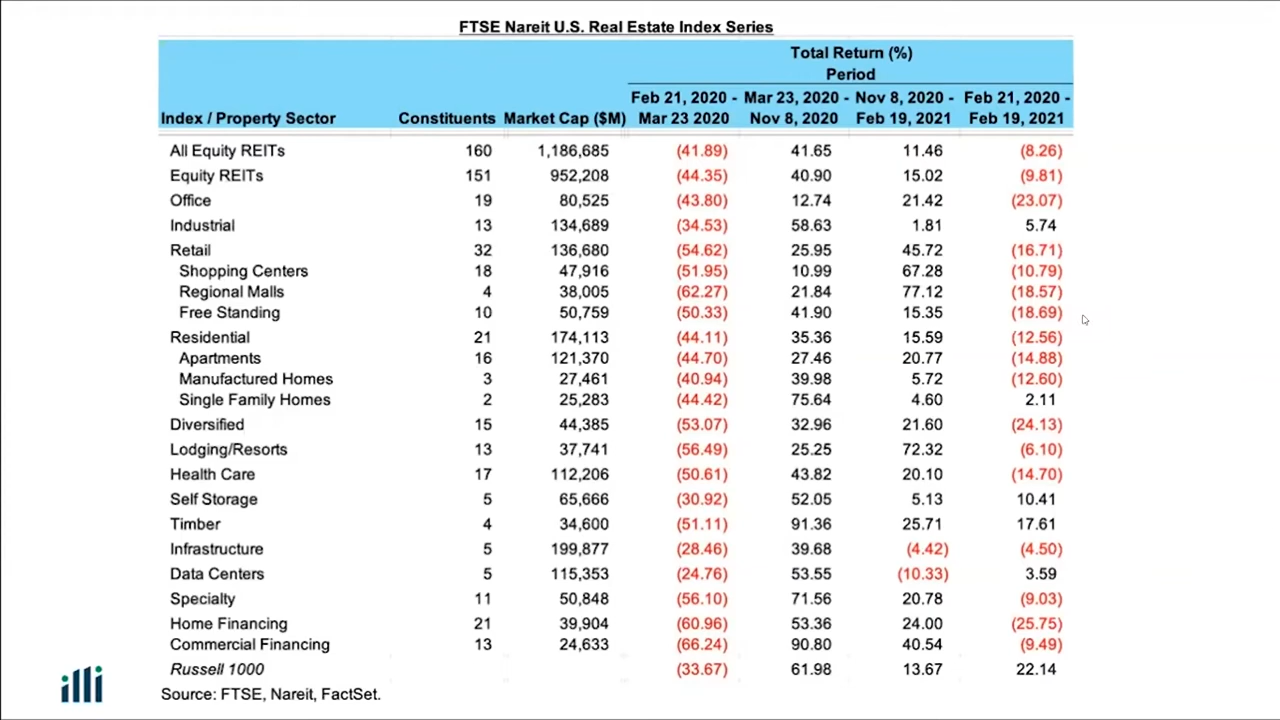 FTSE Nareit U.S. Real Estate Index Series
Total Return (%)
Period
Feb 21, 2020 - Mar 23, 2020 - Nov 8, 2020 - Feb 21, 2020 -
Index / Property Sector Constituents Market Cap ($M) Mar 23 2020 Nov 8, 2020 Feb 19, 2021 Feb 19, 2021
All Equity REITs 160 1,186,685 (41.89) 41.65 11.46 (8.26)
Equity REITs 151 952,208 (44.35) 40.90 15.02 (9.81)
Office 19 80,525 (43.80) 12.74 21.42 (23.07)
Industrial 13 134,689 (34.53) 58.63 1.81 5.74
Retail 32 136,680 (54.62) 25.95 45.72 (16.71)
Shopping Centers 18 47,916 (51.95) 10.99 67.28 (10.79)
Regional Malls 4 38,005 (62.27) 21.84 77.12 (18.57)
Free Standing 10 50,759 (50.33) 41.90 15.35 (18.69)
Residential 21 174,113 (44.11) 35.36 15.59 (12.56)
Apartments 16 121,370 (44.70) 27.46 20.77 (14.88)
Manufactured Homes 3 27,461 (40.94) 39.98 5.72 (12.60)
Single Family Homes 2 25,283 (44.42) 75.64 4.60 2.11
Diversified 15 44,385 (53.07) 32.96 21.60 (24.13)
Lodging/Resorts 13 37,741 (56.49) 25.25 72.32 (6.10)
Health Care 17 112,206 (50.61) 43.82 20.10 (14.70)
Self Storage 5 65,666 (30.92) 52.05 5.13 10.41
Timber 4 34,600 (51.11) 91.36 25.71 17.61
Infrastructure 5 199,877 (28.46) 39.68 (4.42) (4.50)
Data Centers 5 115,353 (24.76) 53.55 (10.33) 3.59
Specialty 11 50,848 (56.10) 71.56 20.78 (9.03)
Home Financing 21 39,904 (60.96) 53.36 24.00 (25.75)
Commercial Financing 13 24,633 (66.24) 90.80 40.54 (9.49)
Russell 1000 (33.67) 61.98 13.67 22.14
Source: FTSE, Nareit, FactSet.